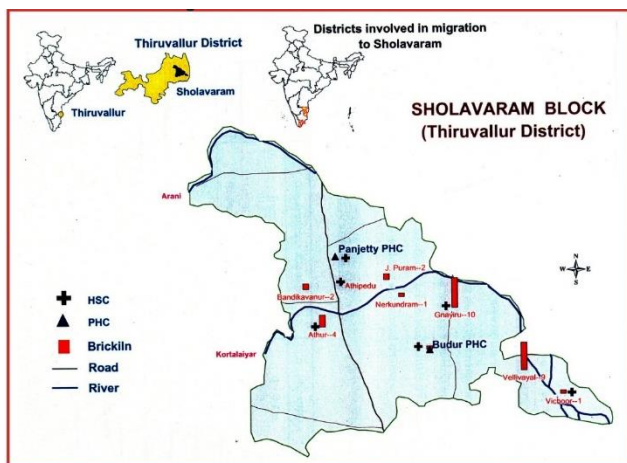 Districts involved in migration
to Sholavaram
Thiruvallur District
Sholavaram
Thiruvallur
SHOLAVARAM BLOCK
(Thiruvallur District)
Arani
Panjetty PHC
J. Puram--2
Athipedu
Bandikavanur--2
Nerkundram--1
Gnayiru--10
Athur--4
Kortalaiyar
Budur PHC
Vellivayal--9
Vichoor--1
N
W
E
S
HSC
PHC
Brickiln
Road
River